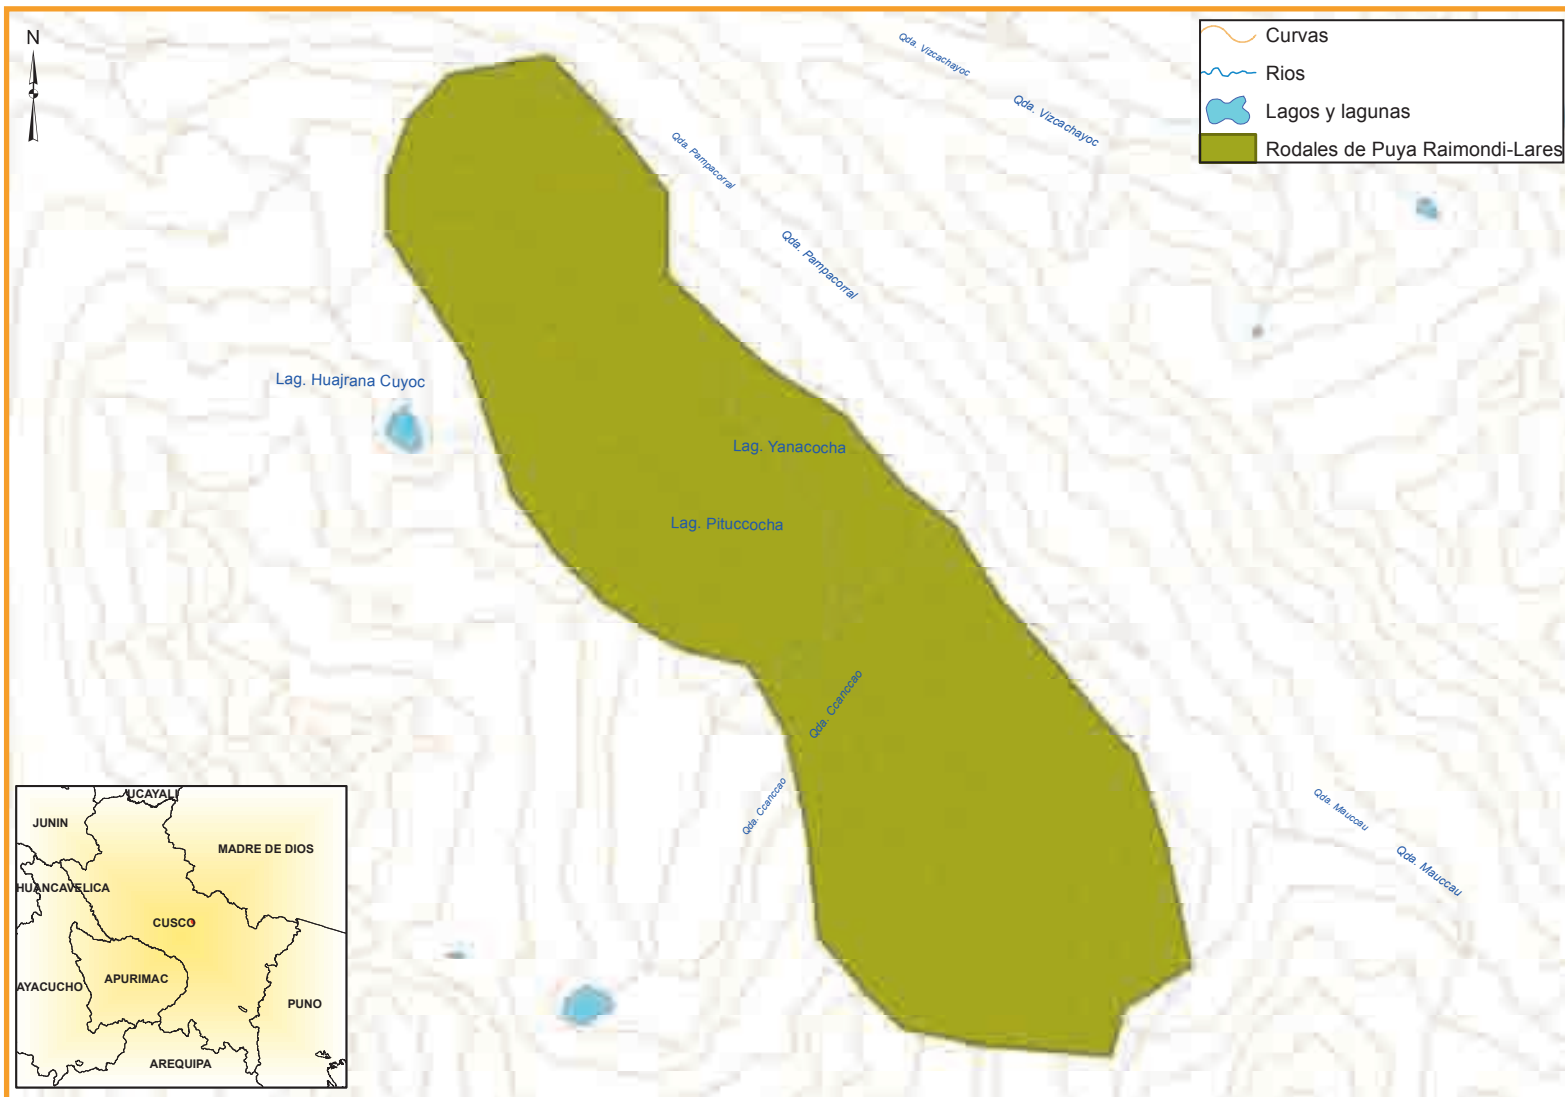 N
Curvas
Rios
Lagos y lagunas
Rodales de Puya Raimondi-Lares
Qda. Vizcachayoc
Qda. Vizcachayoc
Qda. Pampacorral
Qda. Pampacorral
Lag. Huajrana Cuyoc
Lag. Yanacocha
Lag. Pituccocha
Qda. Ccanccao
Qda. Ccanccao
Qda. Mauccau
Qda. Mauccau
UCAYALI
JUNIN
MADRE DE DIOS
HUANCAVELICA
CUSCO
APURIMAC
AYACUCHO
PUNO
AREQUIPA